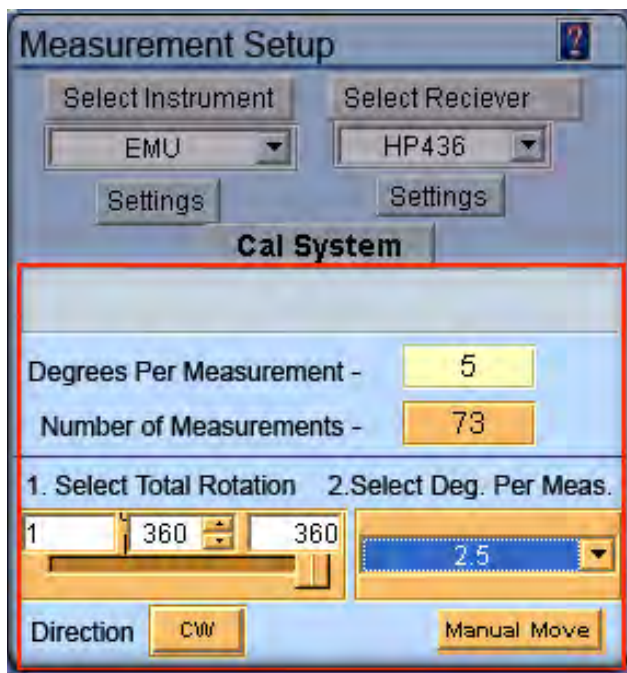 Measurement Setup ?
Select Instrument Select Reciever
EMU HP436
Settings Settings
Cal System
Degrees Per Measurement - 5
Number of Measurements - 73
1. Select Total Rotation 2.Select Deg. Per Meas.
1 360 360 2.5
Direction CW Manual Move